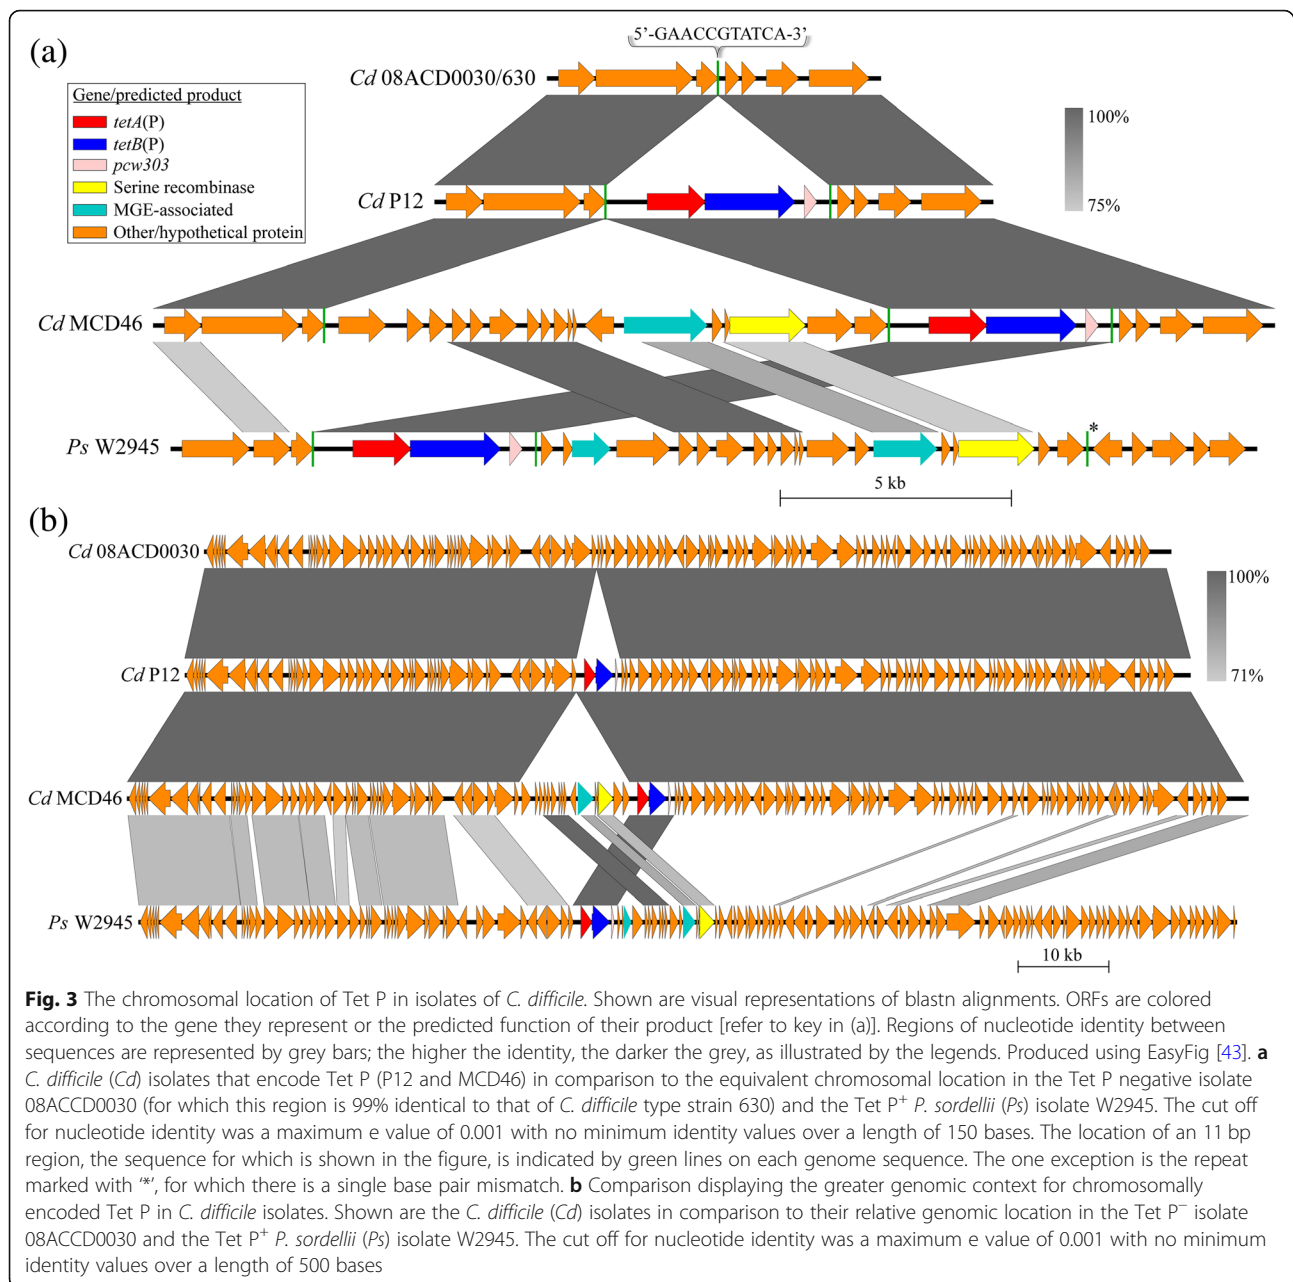 (a)
5’-GAACCGTATCA-3’
Cd 08ACD0030/630
Gene/predicted product
tetA(P)
tetB(P)
pcw303
Serine recombinase
MGE-associated
Other/hypothetical protein
100%
75%
Cd P12
Cd MCD46
Ps W2945
*
5 kb
(b)
Cd 08ACD0030
100%
71%
Cd P12
Cd MCD46
Ps W2945
10 kb
Fig. 3 The chromosomal location of Tet P in isolates of C. difficile. Shown are visual representations of blastn alignments. ORFs are colored
according to the gene they represent or the predicted function of their product [refer to key in (a)]. Regions of nucleotide identity between
sequences are represented by grey bars; the higher the identity, the darker the grey, as illustrated by the legends. Produced using EasyFig [43]. a
C. difficile (Cd) isolates that encode Tet P (P12 and MCD46) in comparison to the equivalent chromosomal location in the Tet P negative isolate
08ACCD0030 (for which this region is 99% identical to that of C. difficile type strain 630) and the Tet P⁺ P. sordellii (Ps) isolate W2945. The cut off
for nucleotide identity was a maximum e value of 0.001 with no minimum identity values over a length of 150 bases. The location of an 11 bp
region, the sequence for which is shown in the figure, is indicated by green lines on each genome sequence. The one exception is the repeat
marked with ‘*’, for which there is a single base pair mismatch. b Comparison displaying the greater genomic context for chromosomally
encoded Tet P in C. difficile isolates. Shown are the C. difficile (Cd) isolates in comparison to their relative genomic location in the Tet P⁻ isolate
08ACCD0030 and the Tet P⁺ P. sordellii (Ps) isolate W2945. The cut off for nucleotide identity was a maximum e value of 0.001 with no minimum
identity values over a length of 500 bases